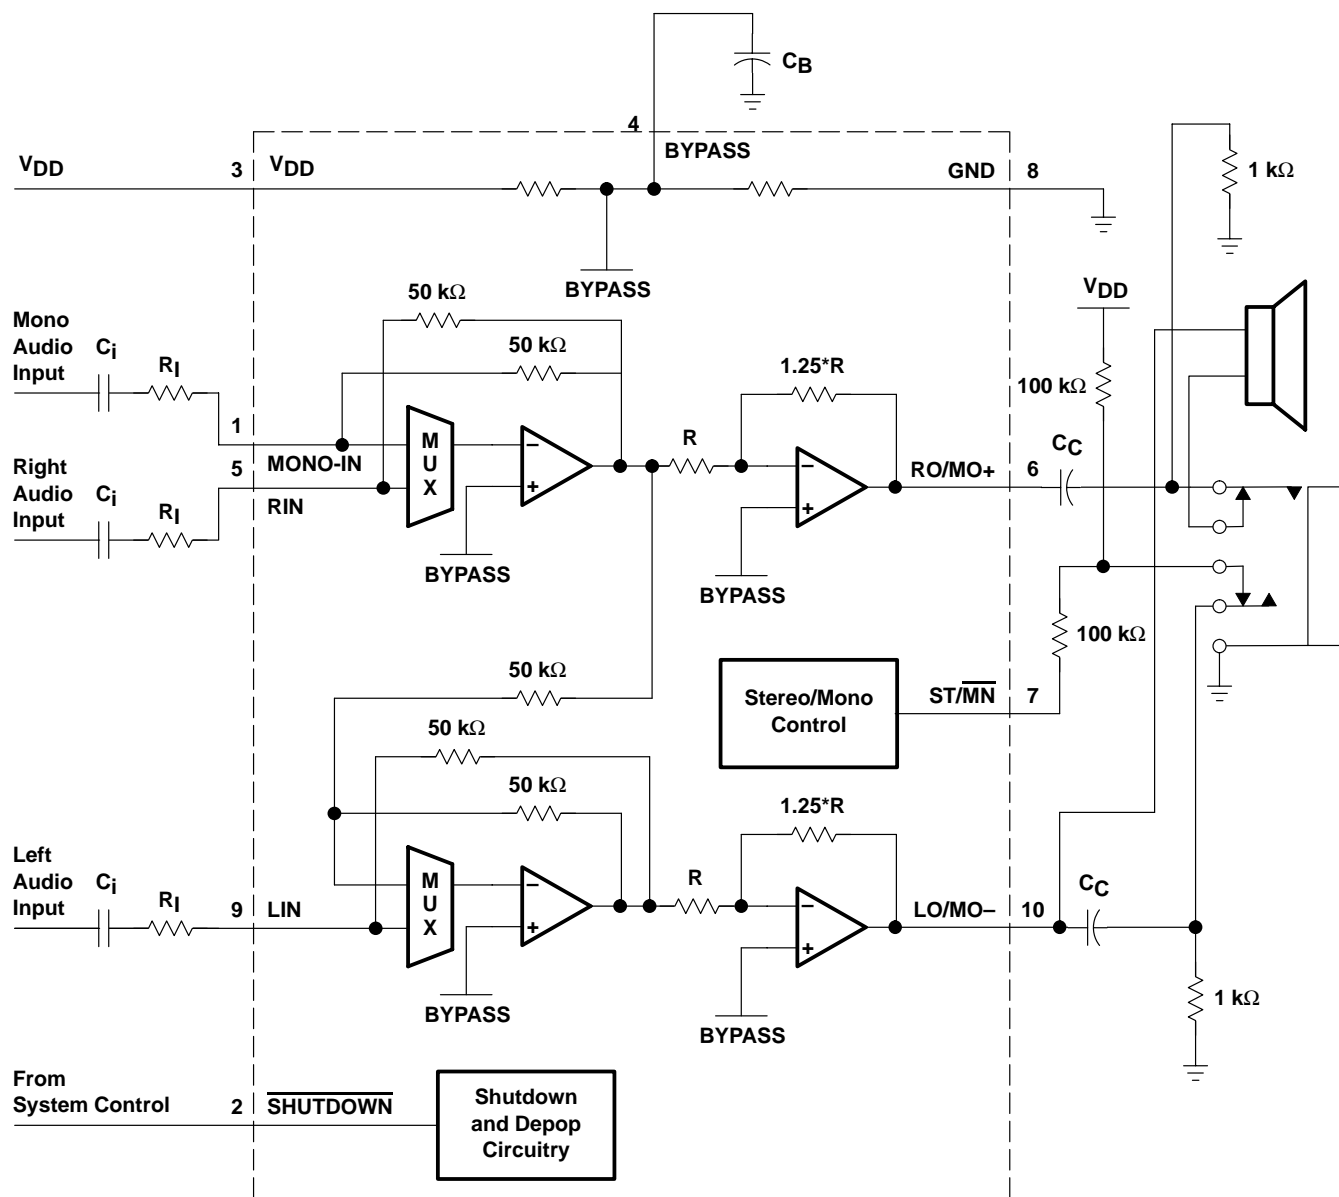 CB
4
BYPASS
VDD
3
VDD
GND
8
1 kΩ
BYPASS
50 kΩ
VDD
Mono
Audio
Input
Ci
RI
50 kΩ
1.25*R
100 kΩ
1
MONO-IN
M
U
X
−
+
R
−
+
RO/MO+
6
CC
Right
Audio
Input
Ci
RI
5
RIN
BYPASS
BYPASS
100 kΩ
50 kΩ
Stereo/Mono
Control
ST/M̅N̅
7
50 kΩ
50 kΩ
1.25*R
Left
Audio
Input
Ci
RI
9
LIN
M
U
X
−
+
R
−
+
LO/MO–
10
CC
BYPASS
BYPASS
1 kΩ
From
System Control
2
S̅H̅U̅T̅D̅O̅W̅N̅
Shutdown
and Depop
Circuitry